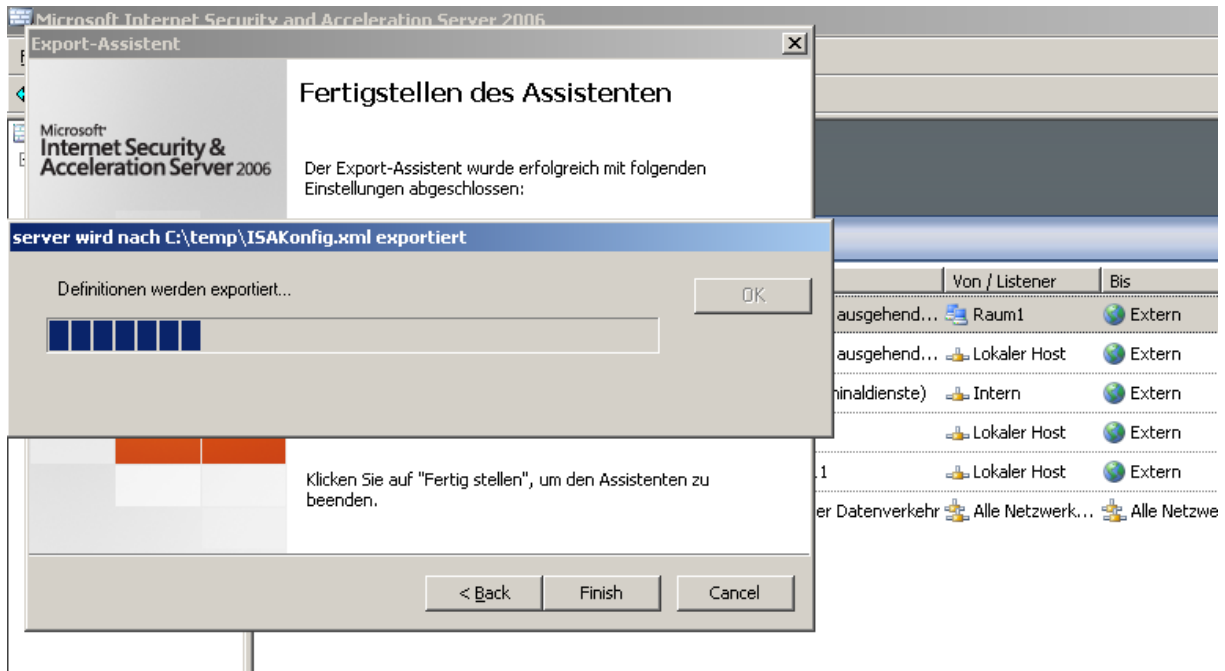 Microsoft Internet Security and Acceleration Server 2006
Export-Assistent
Fertigstellen des Assistenten
Microsoft
Internet Security &
Acceleration Server 2006
Der Export-Assistent wurde erfolgreich mit folgenden
Einstellungen abgeschlossen:
server wird nach C:\temp\ISAKonfig.xml exportiert
Definitionen werden exportiert...
OK
Von / Listener Bis
ausgehend... Raum1 Extern
ausgehend... Lokaler Host Extern
Intern Extern
Lokaler Host Extern
.1 Lokaler Host Extern
Datenverkehr Alle Netzwerk... Alle Netzwe
Klicken Sie auf "Fertig stellen", um den Assistenten zu
beenden.
< Back Finish Cancel